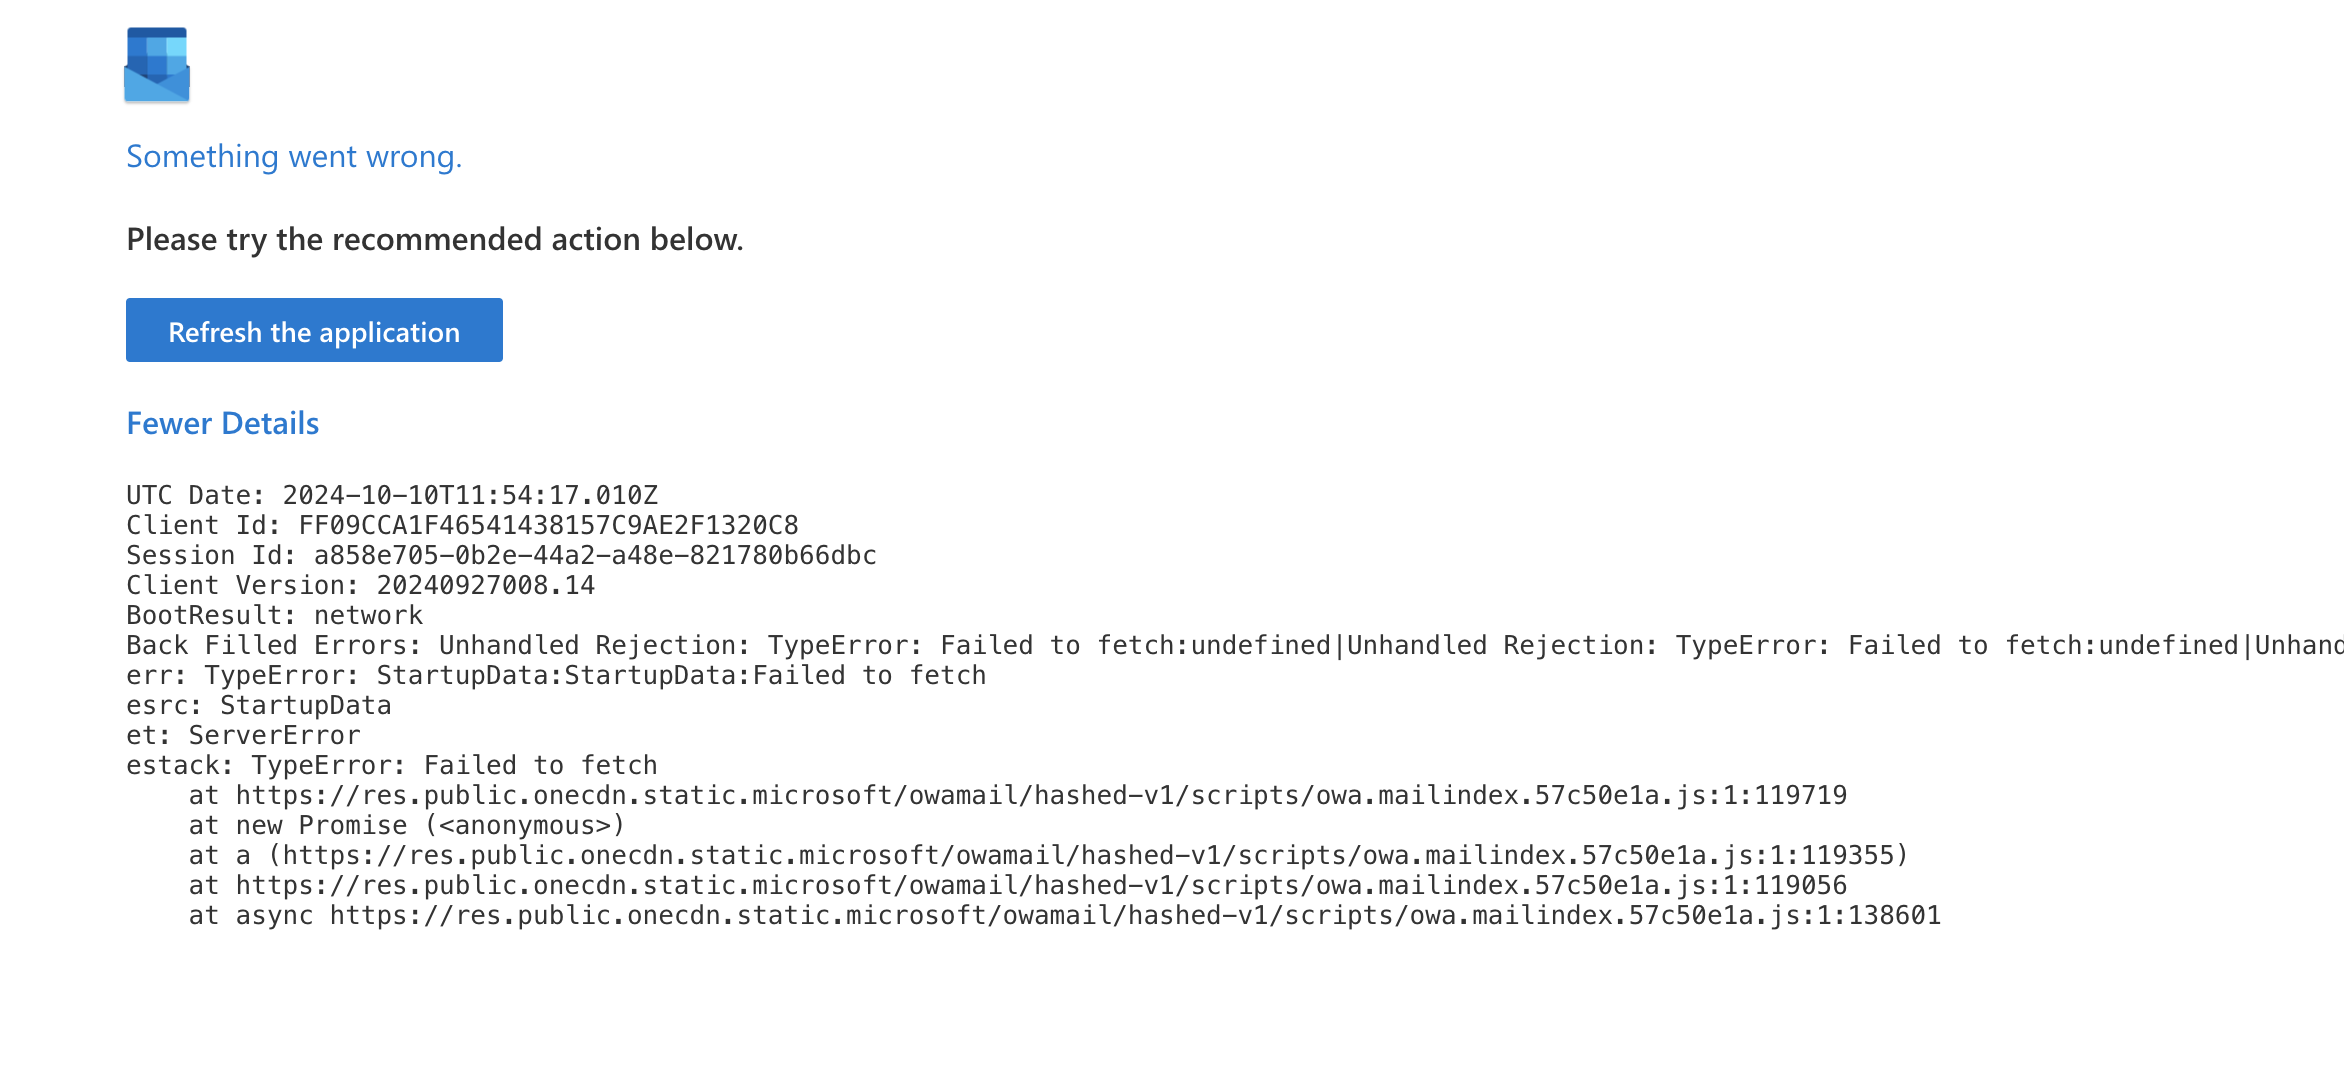 Something went wrong.
Please try the recommended action below.
Refresh the application
Fewer Details
UTC Date: 2024-10-10T11:54:17.010Z
Client Id: FF09CCA1F46541438157C9AE2F1320C8
Session Id: a858e705-0b2e-44a2-a48e-821780b66dbc
Client Version: 20240927008.14
BootResult: network
Back Filled Errors: Unhandled Rejection: TypeError: Failed to fetch:undefined|Unhandled Rejection: TypeError: Failed to fetch:undefined|Unhand
err: TypeError: StartupData:StartupData:Failed to fetch
esrc: StartupData
et: ServerError
estack: TypeError: Failed to fetch
    at https://res.public.onecdn.static.microsoft/owamail/hashed-v1/scripts/owa.mailindex.57c50e1a.js:1:119719
    at new Promise (<anonymous>)
    at a (https://res.public.onecdn.static.microsoft/owamail/hashed-v1/scripts/owa.mailindex.57c50e1a.js:1:119355)
    at https://res.public.onecdn.static.microsoft/owamail/hashed-v1/scripts/owa.mailindex.57c50e1a.js:1:119056
    at async https://res.public.onecdn.static.microsoft/owamail/hashed-v1/scripts/owa.mailindex.57c50e1a.js:1:138601